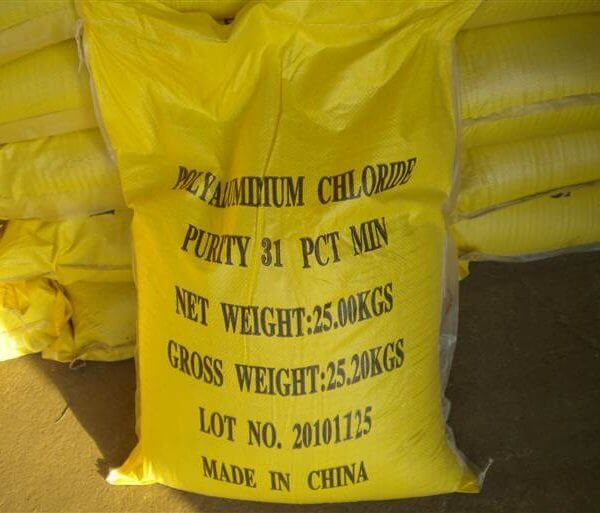 POLYALUMINIUM CHLORIDE
PURITY 31 PCT MIN
NET WEIGHT:25.00KGS
GROSS WEIGHT:25.20KGS
LOT NO. 20101125
MADE IN CHINA